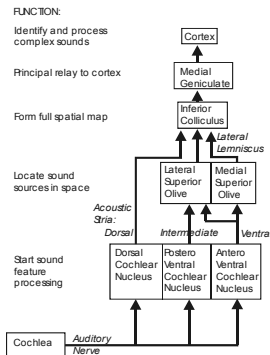 FUNCTION:
Identify and process
complex sounds
Cortex
Principal relay to cortex
Medial
Geniculate
Form full spatial map
Inferior
Colliculus
Lateral
Lemniscus
Locate sound
sources in space
Lateral
Superior
Olive
Medial
Superior
Olive
Acoustic
Stria:
Dorsal
Intermediate
Ventra
Start sound
feature
processing
Dorsal
Cochlear
Nucleus
Postero
Ventral
Cochlear
Nucleus
Antero
Ventral
Cochlear
Nucleus
Cochlea
Auditory
Nerve